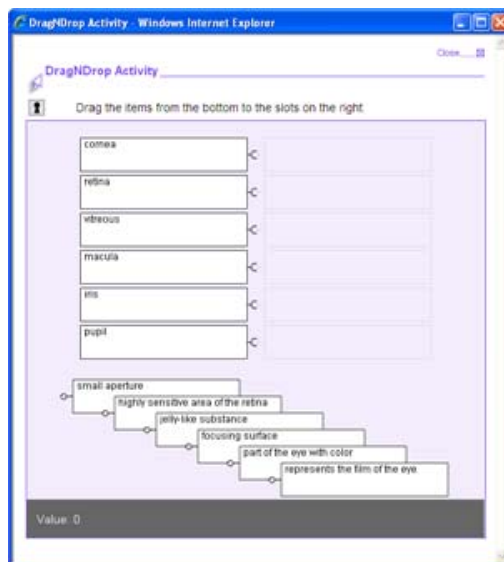 DragNDrop Activity - Windows Internet Explorer
Close
DragNDrop Activity
Drag the items from the bottom to the slots on the right
cornea
retina
vitreous
macula
iris
pupil
small aperture
highly sensitive area of the retina
jelly-like substance
focusing surface
part of the eye with color
represents the film of the eye
Value: 0